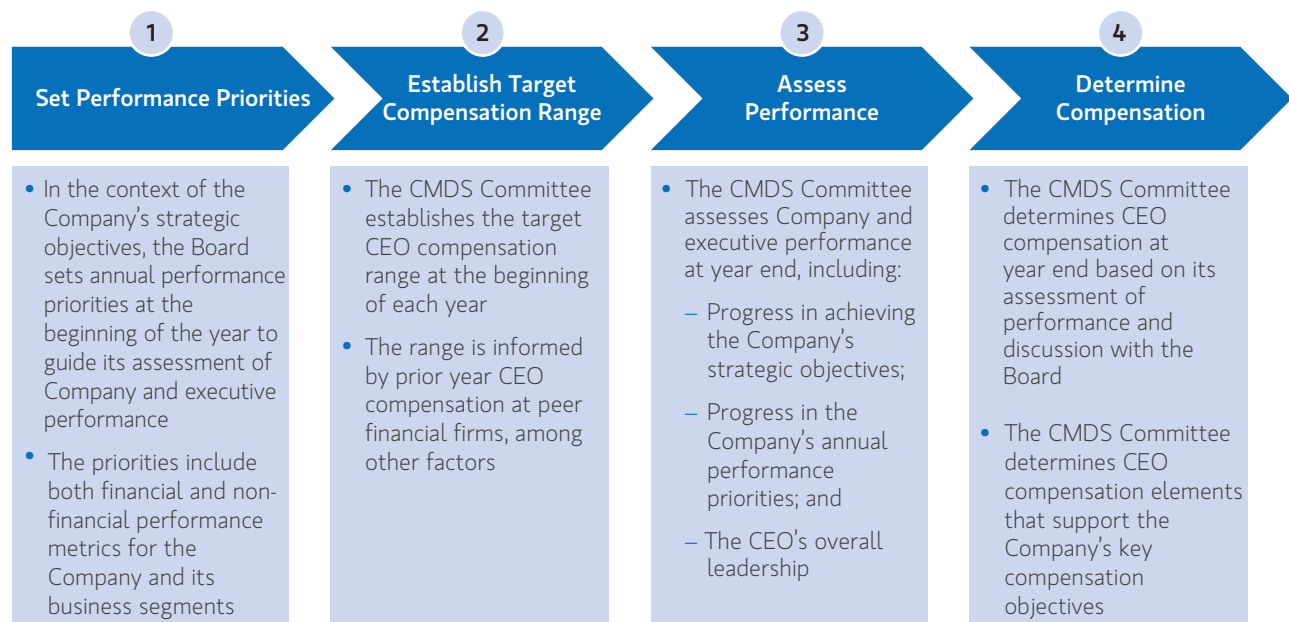 1
Set Performance Priorities
• In the context of the
Company's strategic
objectives, the Board
sets annual performance
priorities at the
beginning of the year to
guide its assessment of
Company and executive
performance
• The priorities include
both financial and non-
financial performance
metrics for the
Company and its
business segments
2
Establish Target
Compensation Range
• The CMDS Committee
establishes the target
CEO compensation
range at the beginning
of each year
• The range is informed
by prior year CEO
compensation at peer
financial firms, among
other factors
3
Assess
Performance
• The CMDS Committee
assesses Company and
executive performance
at year end, including:
– Progress in achieving
the Company's
strategic objectives;
– Progress in the
Company's annual
performance
priorities; and
– The CEO's overall
leadership
4
Determine
Compensation
• The CMDS Committee
determines CEO
compensation at
year end based on its
assessment of
performance and
discussion with the
Board
• The CMDS Committee
determines CEO
compensation elements
that support the
Company's key
compensation
objectives